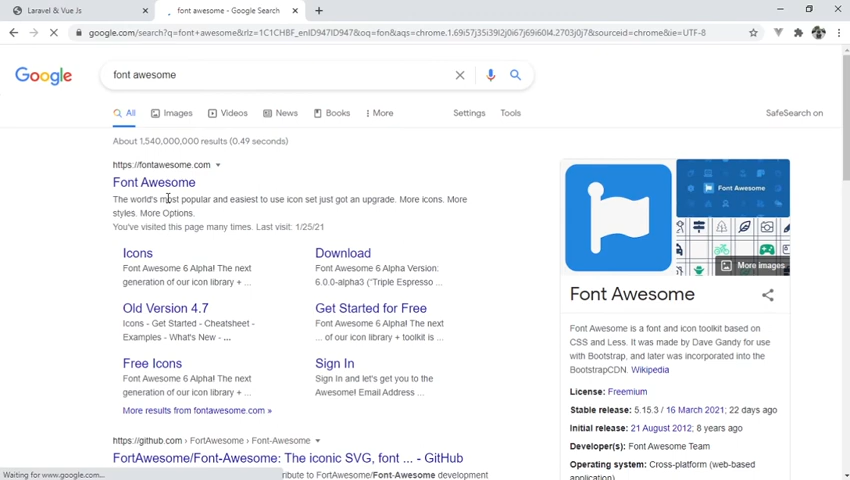 Laravel & Vue Js
font awesome - Google Search
google.com/search?q=font+awesome&rlz=1C1CHBF_enID947ID947&oq=fon&aqs=chrome.1.69i57j35i39l2j0i67j69i60l4.2703j0j7&sourceid=chrome&ie=UTF-8
Google
font awesome
All Images Videos News Books More Settings Tools SafeSearch on
About 1,540,000,000 results (0.49 seconds)
https://fontawesome.com
Font Awesome
The world's most popular and easiest to use icon set just got an upgrade. More icons. More
styles. More Options.
You've visited this page many times. Last visit: 1/25/21
Icons
Font Awesome 6 Alpha! The next
generation of our icon library + ...
Download
Font Awesome 6 Alpha Version:
6.0.0-alpha3 ("Triple Espresso ...
Old Version 4.7
Icons - Get Started - Cheatsheet -
Examples - What's New - ...
Get Started for Free
Font Awesome 6 Alpha! The next
... of our icon library + toolkit is ...
Free Icons
Font Awesome 6 Alpha! The next
generation of our icon library + ...
Sign In
Sign in and let's get you to the
Awesome! Email Address ...
More results from fontawesome.com »
https://github.com › FortAwesome › Font-Awesome
FortAwesome/Font-Awesome: The iconic SVG, font ... - GitHub
tribute to FortAwesome/Font-Awesome development
Waiting for www.google.com...
Font Awesome
More images
Font Awesome
Font Awesome is a font and icon toolkit based on
CSS and Less. It was made by Dave Gandy for use
with Bootstrap, and later was incorporated into the
BootstrapCDN. Wikipedia
License: Freemium
Stable release: 5.15.3 / 16 March 2021; 22 days ago
Initial release: 21 August 2012; 8 years ago
Developer(s): Font Awesome Team
Operating system: Cross-platform (web-based
application)